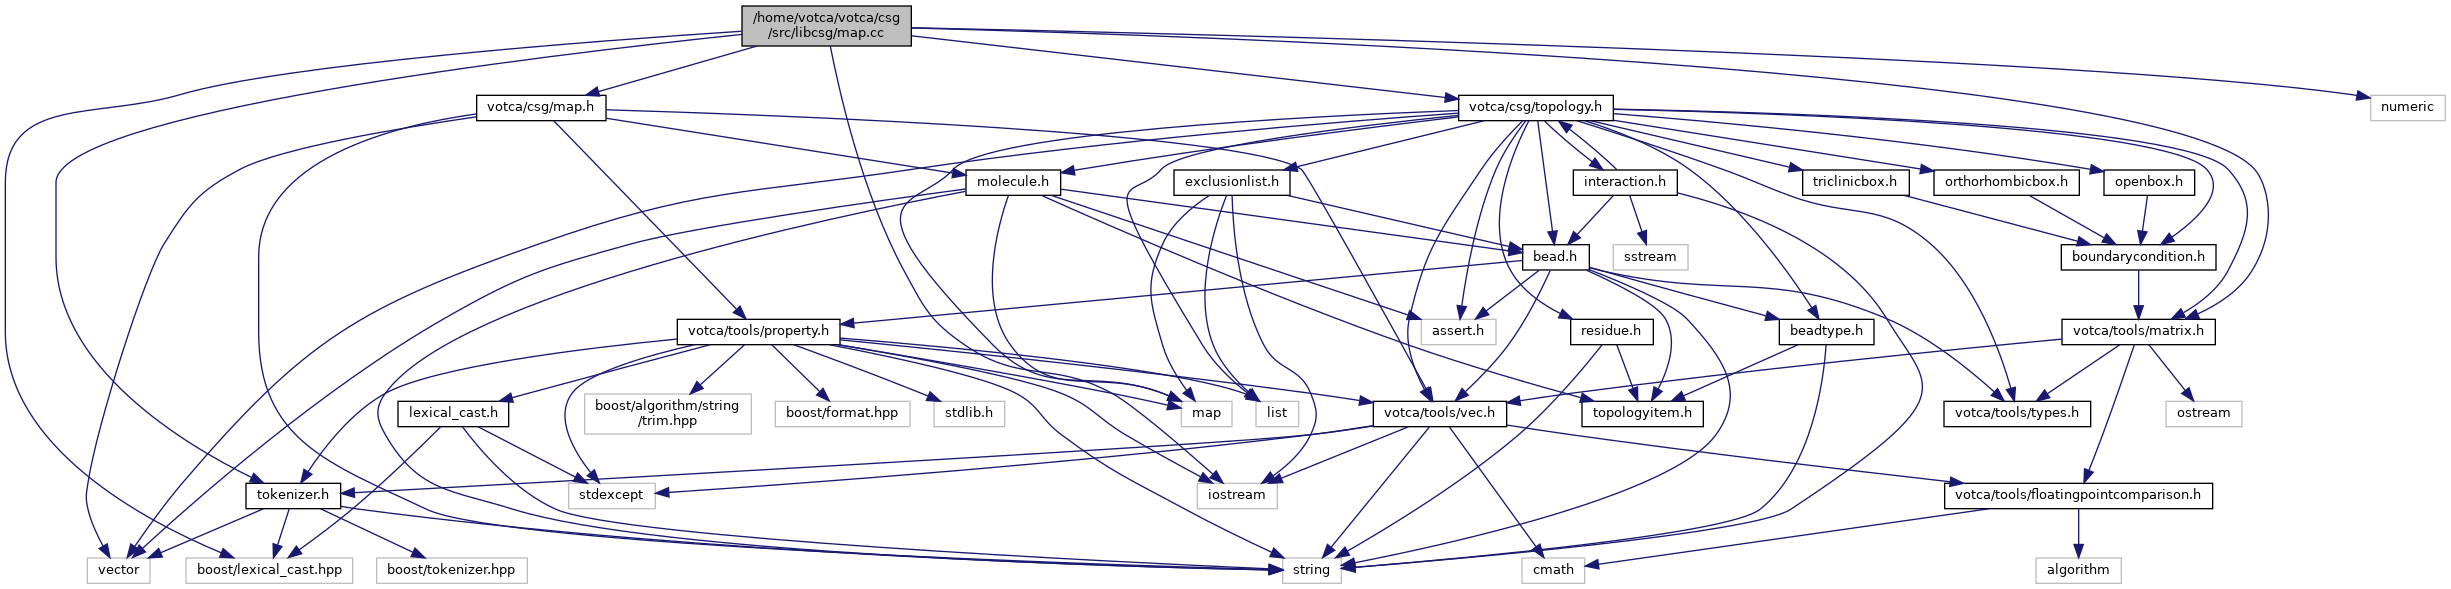 /home/votca/votca/csg
/src/libcsg/map.cc
votca/csg/map.h
votca/csg/topology.h
numeric
molecule.h
exclusionlist.h
interaction.h
triclinicbox.h
orthorhombicbox.h
openbox.h
bead.h
sstream
boundarycondition.h
votca/tools/property.h
assert.h
residue.h
beadtype.h
votca/tools/matrix.h
lexical_cast.h
boost/algorithm/string
/trim.hpp
boost/format.hpp
stdlib.h
map
list
votca/tools/vec.h
topologyitem.h
votca/tools/types.h
ostream
tokenizer.h
stdexcept
iostream
votca/tools/floatingpointcomparison.h
vector
boost/lexical_cast.hpp
boost/tokenizer.hpp
string
cmath
algorithm